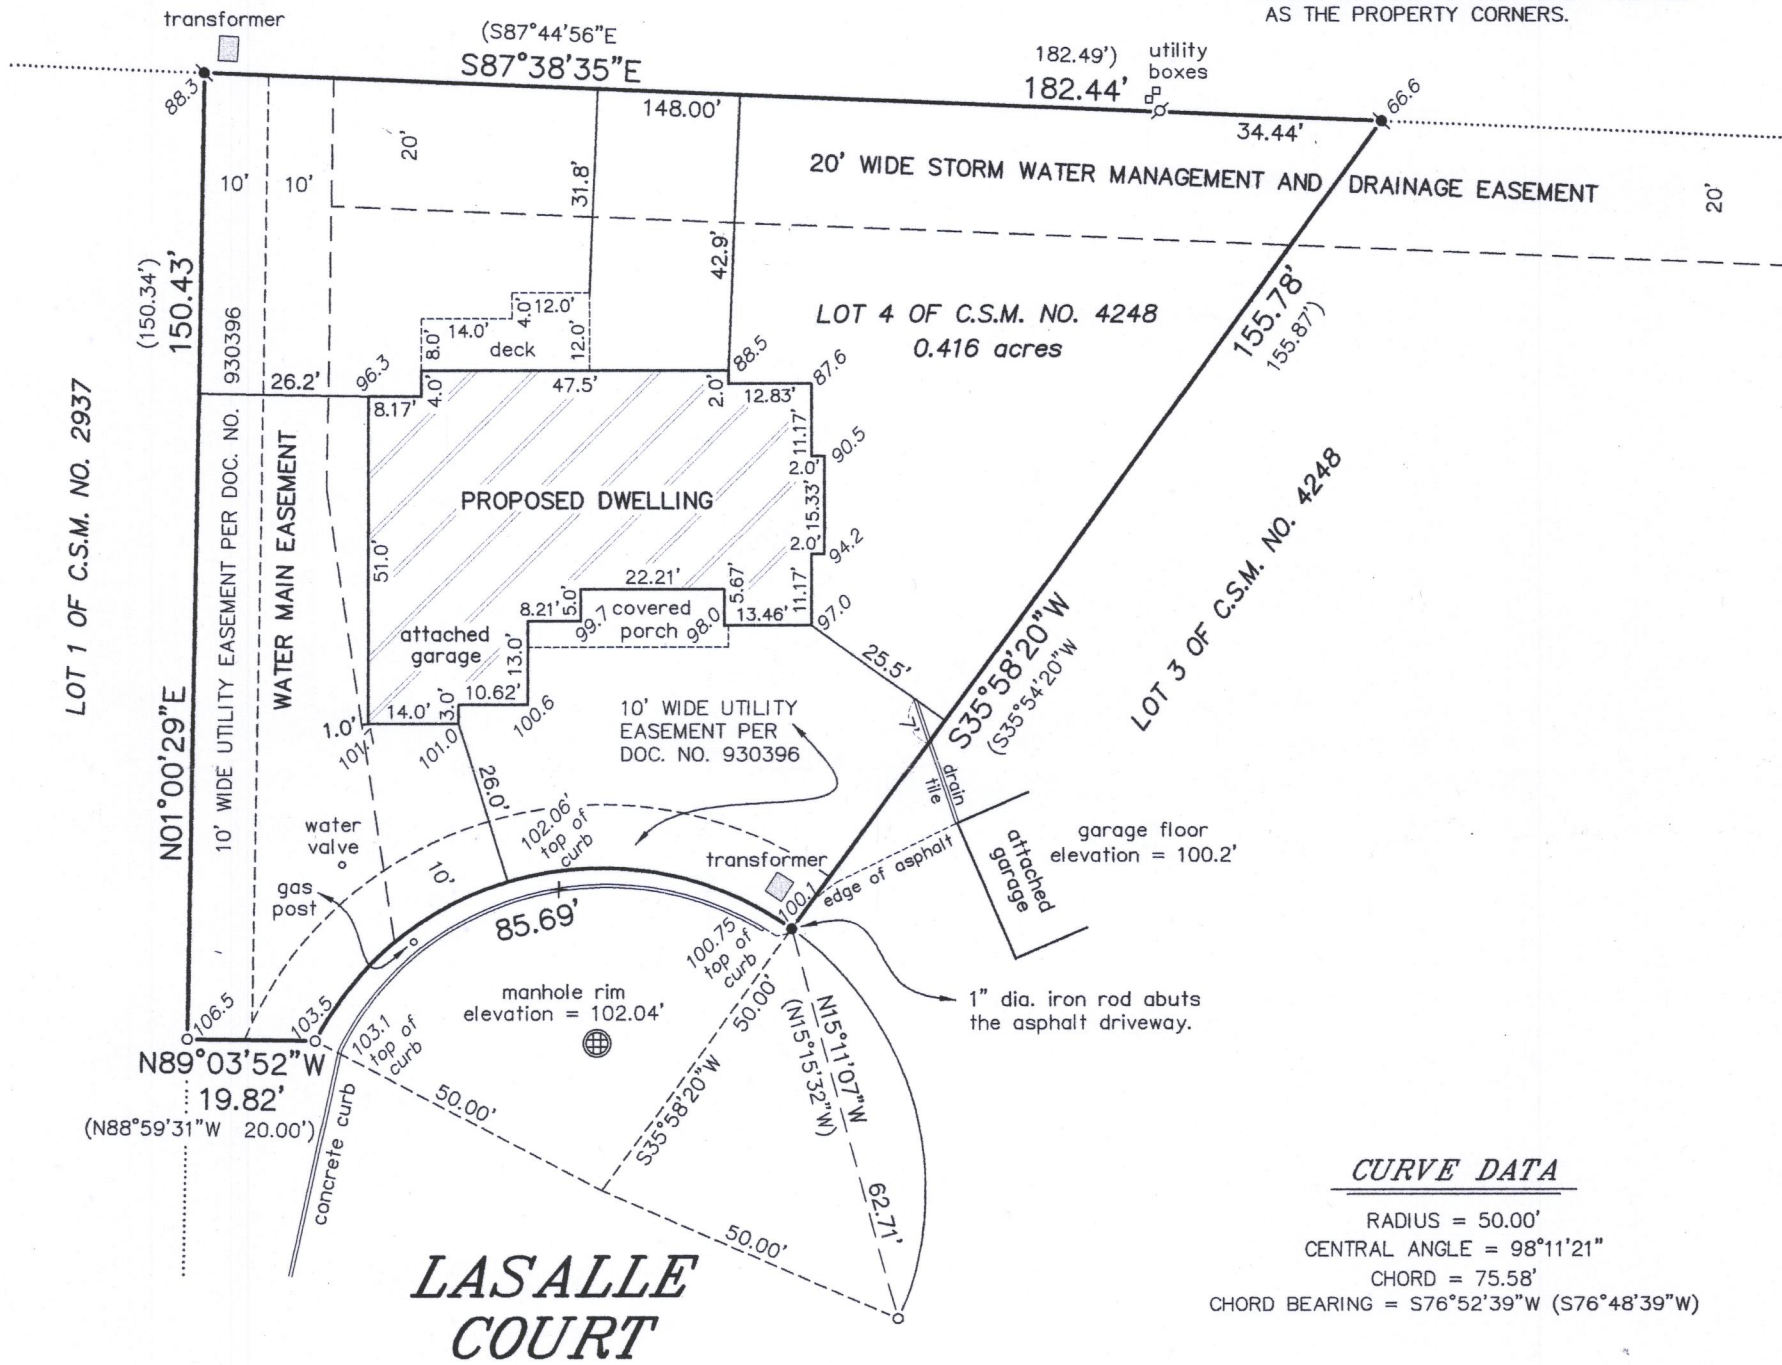 AS THE PROPERTY CORNERS.
transformer
(S87°44'56"E
182.49')
utility
boxes
S87°38'35"E
182.44'
88.3
66.6
148.00'
34.44'
20'
10'
10'
31.8'
42.9'
20' WIDE STORM WATER MANAGEMENT AND DRAINAGE EASEMENT
20'
(150.34')
150.43'
LOT 4 OF C.S.M. NO. 4248
0.416 acres
155.78'
155.87')
12.0'
4.0'
14.0'
8.0'
deck
12.0'
26.2'
96.3
88.5
87.6
8.17'
4.0'
47.5'
2.0'
12.83'
11.17'
90.5
2.0'
15.33'
2.0'
94.2
11.17'
97.0
LOT 1 OF C.S.M. NO. 2937
10' WIDE UTILITY EASEMENT PER DOC. NO. 930396
WATER MAIN EASEMENT
PROPOSED DWELLING
51.0'
22.21'
8.21'
5.0'
5.67'
13.46'
covered
porch
99.7
98.0
attached
garage
13.0'
10.62'
3.0'
14.0'
1.0'
101.7
101.0
100.6
25.5'
S35°58'20"W
(S35°54'20"W
LOT 3 OF C.S.M. NO. 4248
10' WIDE UTILITY
EASEMENT PER
DOC. NO. 930396
N01°00'29"E
26.0'
drain
tile
102.06'
top of
curb
water
valve
10'
transformer
edge of asphalt
garage floor
elevation = 100.2'
attached
garage
gas
post
85.69'
100.1
100.75
top of
curb
1" dia. iron rod abuts
the asphalt driveway.
manhole rim
elevation = 102.04'
106.5
103.5
103.1
top of
curb
N89°03'52"W
19.82'
(N88°59'31"W 20.00')
concrete curb
50.00'
50.00'
S35°58'20"W
N15°11'07"W
(N15°15'32"W)
62.71'
50.00'
LASALLE
COURT
CURVE DATA
RADIUS = 50.00'
CENTRAL ANGLE = 98°11'21"
CHORD = 75.58'
CHORD BEARING = S76°52'39"W (S76°48'39"W)